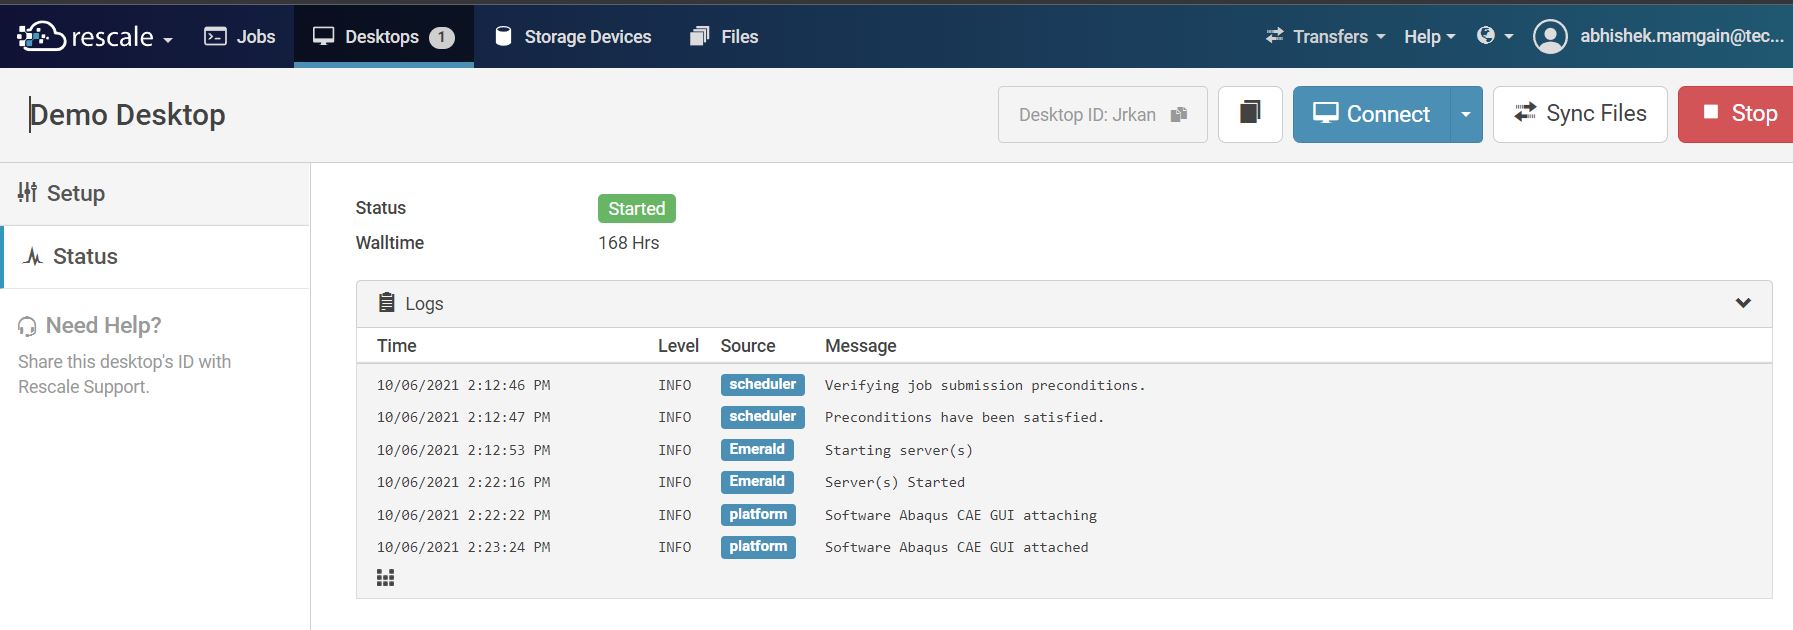 rescale Jobs Desktops 1 Storage Devices Files Transfers Help abhishek.mamgain@tec...
Demo Desktop Desktop ID: Jrkan Connect Sync Files Stop
Setup
Status
Need Help?
Share this desktop's ID with
Rescale Support.
Status Started
Walltime 168 Hrs
Logs
Time Level Source Message
10/06/2021 2:12:46 PM INFO scheduler Verifying job submission preconditions.
10/06/2021 2:12:47 PM INFO scheduler Preconditions have been satisfied.
10/06/2021 2:12:53 PM INFO Emerald Starting server(s)
10/06/2021 2:22:16 PM INFO Emerald Server(s) Started
10/06/2021 2:22:22 PM INFO platform Software Abaqus CAE GUI attaching
10/06/2021 2:23:24 PM INFO platform Software Abaqus CAE GUI attached